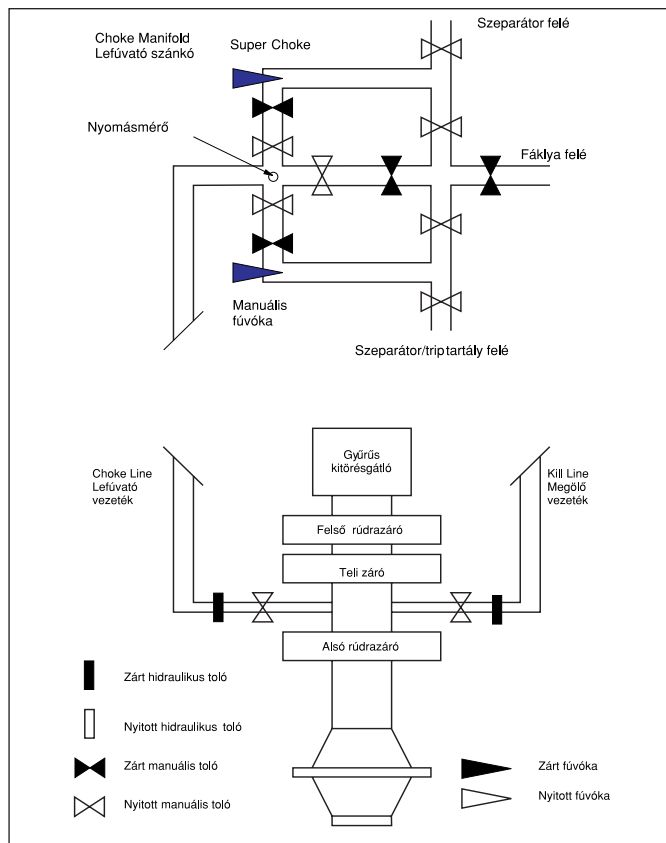 Choke Manifold
Lefúvató szánkó
Super Choke
Szeparátor felé
Nyomásmérő
Fáklya felé
Manuális
fúvóka
Szeparátor/trip tartály felé
Choke Line
Lefúvató
vezeték
Gyűrűs
kitörésgátló
Kill Line
Megölő
vezeték
Felső rúdrazáró
Teli záró
Alsó rúdrazáró
Zárt hidraulikus toló
Nyitott hidraulikus toló
Zárt manuális toló
Nyitott manuális toló
Zárt fúvóka
Nyitott fúvóka